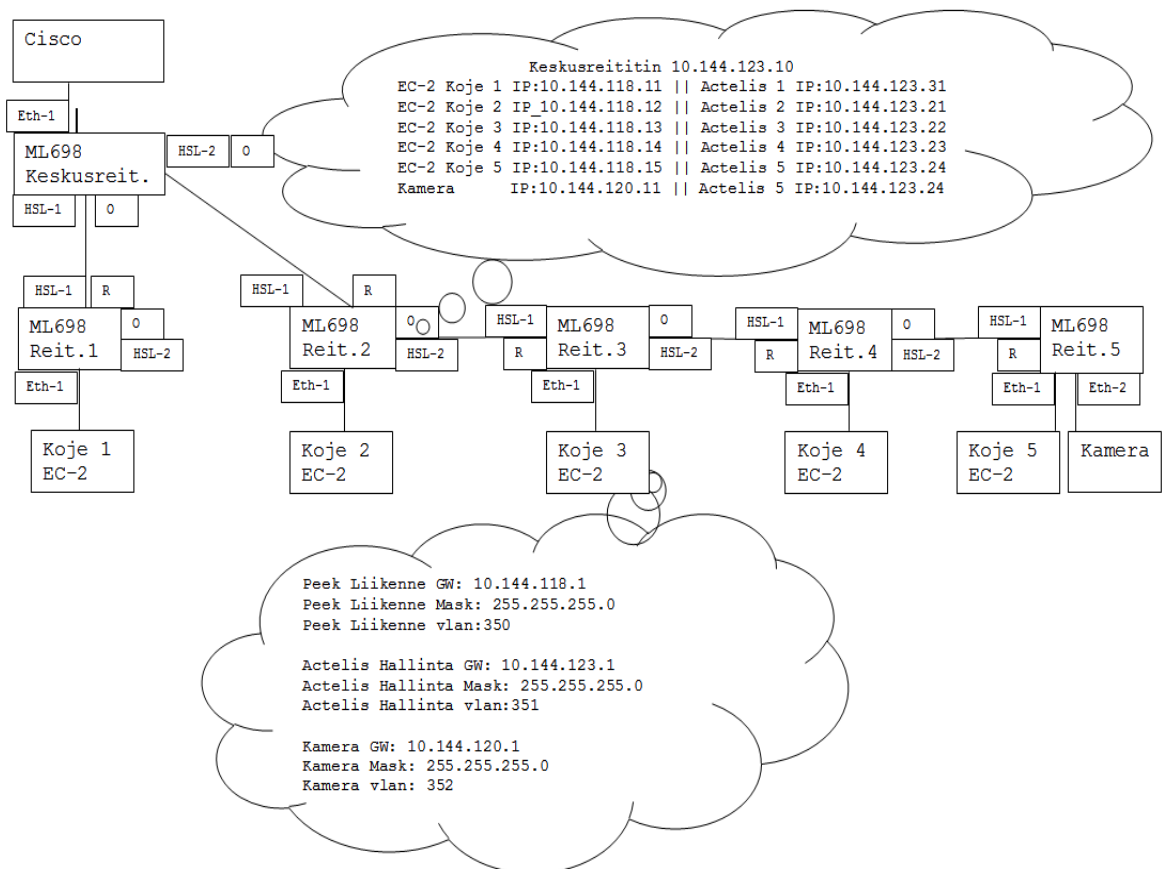 Cisco
Eth-1
ML698
Keskusreit.
HSL-2 O
HSL-1 O
Keskusreititin 10.144.123.10
EC-2 Koje 1 IP:10.144.118.11 || Actelis 1 IP:10.144.123.31
EC-2 Koje 2 IP_10.144.118.12 || Actelis 2 IP:10.144.123.21
EC-2 Koje 3 IP:10.144.118.13 || Actelis 3 IP:10.144.123.22
EC-2 Koje 4 IP:10.144.118.14 || Actelis 4 IP:10.144.123.23
EC-2 Koje 5 IP:10.144.118.15 || Actelis 5 IP:10.144.123.24
Kamera IP:10.144.120.11 || Actelis 5 IP:10.144.123.24
HSL-1 R
ML698
Reit.1
O
HSL-2
Eth-1
Koje 1
EC-2
HSL-1 R
ML698
Reit.2
O
HSL-2
Eth-1
Koje 2
EC-2
HSL-1
R
ML698
Reit.3
O
HSL-2
Eth-1
Koje 3
EC-2
HSL-1
R
ML698
Reit.4
O
HSL-2
Eth-1
Koje 4
EC-2
HSL-1
R
ML698
Reit.5
Eth-1 Eth-2
Koje 5
EC-2
Kamera
Peek Liikenne GW: 10.144.118.1
Peek Liikenne Mask: 255.255.255.0
Peek Liikenne vlan:350
Actelis Hallinta GW: 10.144.123.1
Actelis Hallinta Mask: 255.255.255.0
Actelis Hallinta vlan:351
Kamera GW: 10.144.120.1
Kamera Mask: 255.255.255.0
Kamera vlan: 352